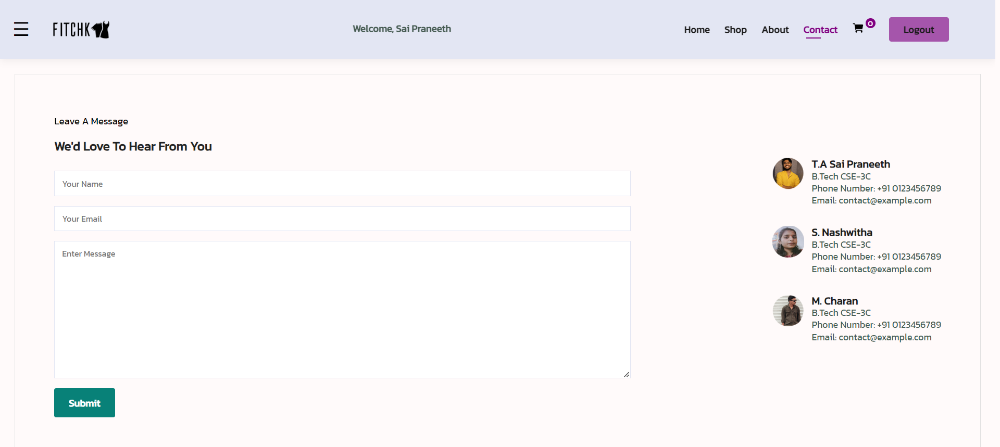 FITCHK
Welcome, Sai Praneeth
Home
Shop
About
Contact
0
Logout
Leave A Message
We'd Love To Hear From You
Your Name
Your Email
Enter Message
Submit
T.A Sai Praneeth
B.Tech CSE-3C
Phone Number: +91 0123456789
Email: contact@example.com
S. Nashwitha
B.Tech CSE-3C
Phone Number: +91 0123456789
Email: contact@example.com
M. Charan
B.Tech CSE-3C
Phone Number: +91 0123456789
Email: contact@example.com